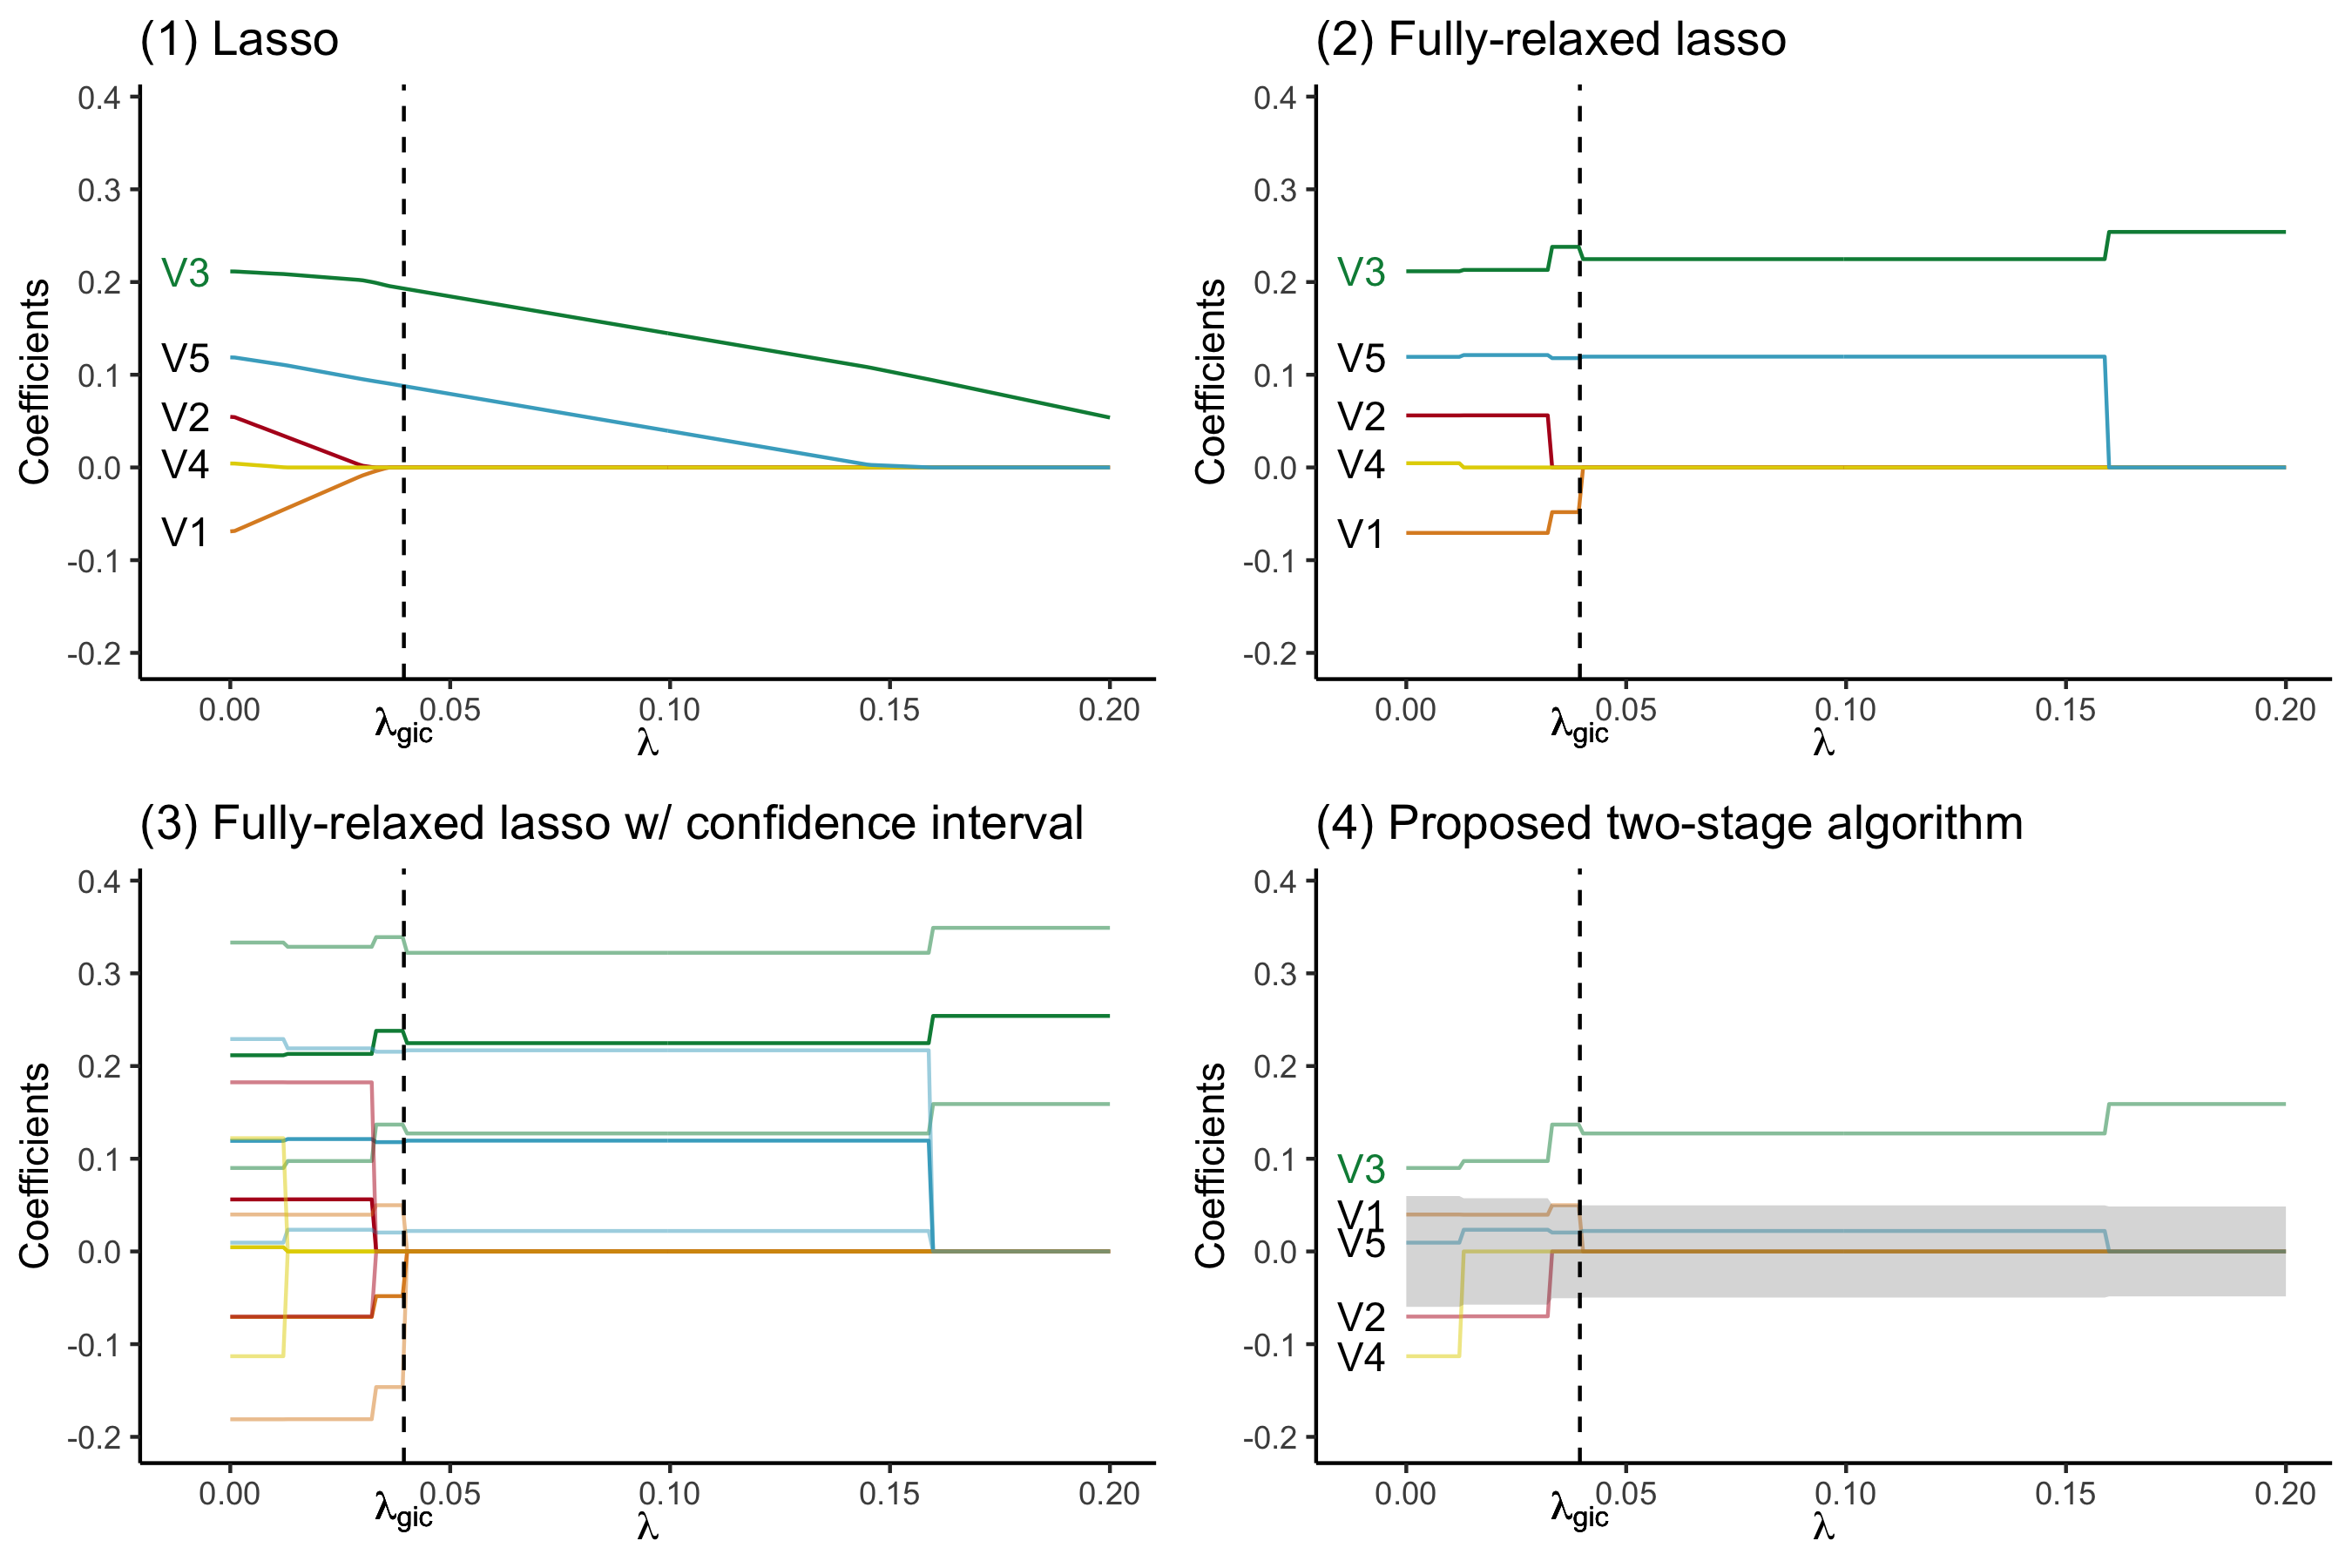 (1) Lasso
Coefficients
0.4
0.3
0.2
0.1
0.0
-0.1
-0.2
V3
V5
V2
V4
V1
0.00
0.05
0.10
0.15
0.20
λgic
λ
(2) Fully-relaxed lasso
Coefficients
0.4
0.3
0.2
0.1
0.0
-0.1
-0.2
V3
V5
V2
V4
V1
0.00
0.05
0.10
0.15
0.20
λgic
λ
(3) Fully-relaxed lasso w/ confidence interval
Coefficients
0.4
0.3
0.2
0.1
0.0
-0.1
-0.2
0.00
0.05
0.10
0.15
0.20
λgic
λ
(4) Proposed two-stage algorithm
Coefficients
0.4
0.3
0.2
0.1
0.0
-0.1
-0.2
V3
V1
V5
V2
V4
0.00
0.05
0.10
0.15
0.20
λgic
λ